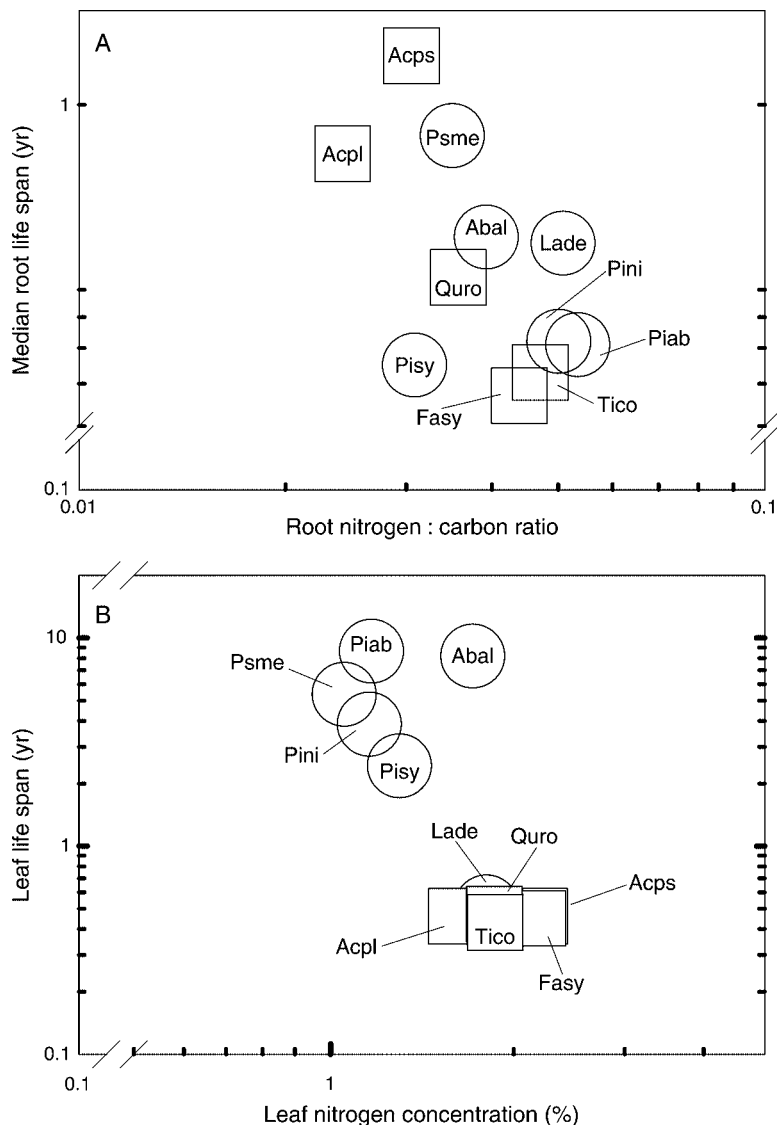 A
Acps
1
Psme
Acpl
Abal
Lade
Pini
Quro
Piab
Pisy
Tico
Fasy
Median root life span (yr)
0.1
0.01
0.1
Root nitrogen : carbon ratio
B
10
Piab
Abal
Psme
Pini
Pisy
1
Lade
Quro
Acps
Acpl
Tico
Fasy
Leaf life span (yr)
0.1
0.1
1
Leaf nitrogen concentration (%)